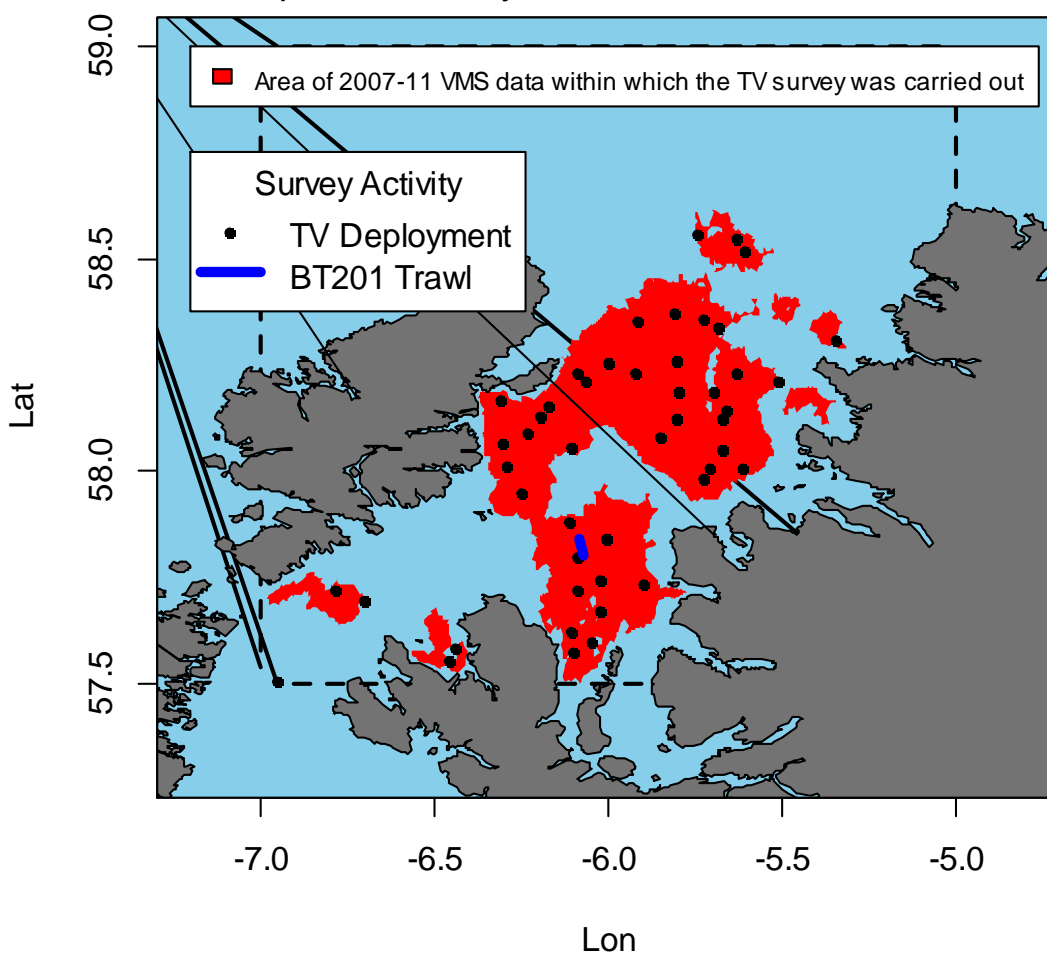 Area of 2007-11 VMS data within which the TV survey was carried out
Survey Activity
TV Deployment
BT201 Trawl
59.0
58.5
58.0
57.5
Lat
-7.0 -6.5 -6.0 -5.5 -5.0
Lon